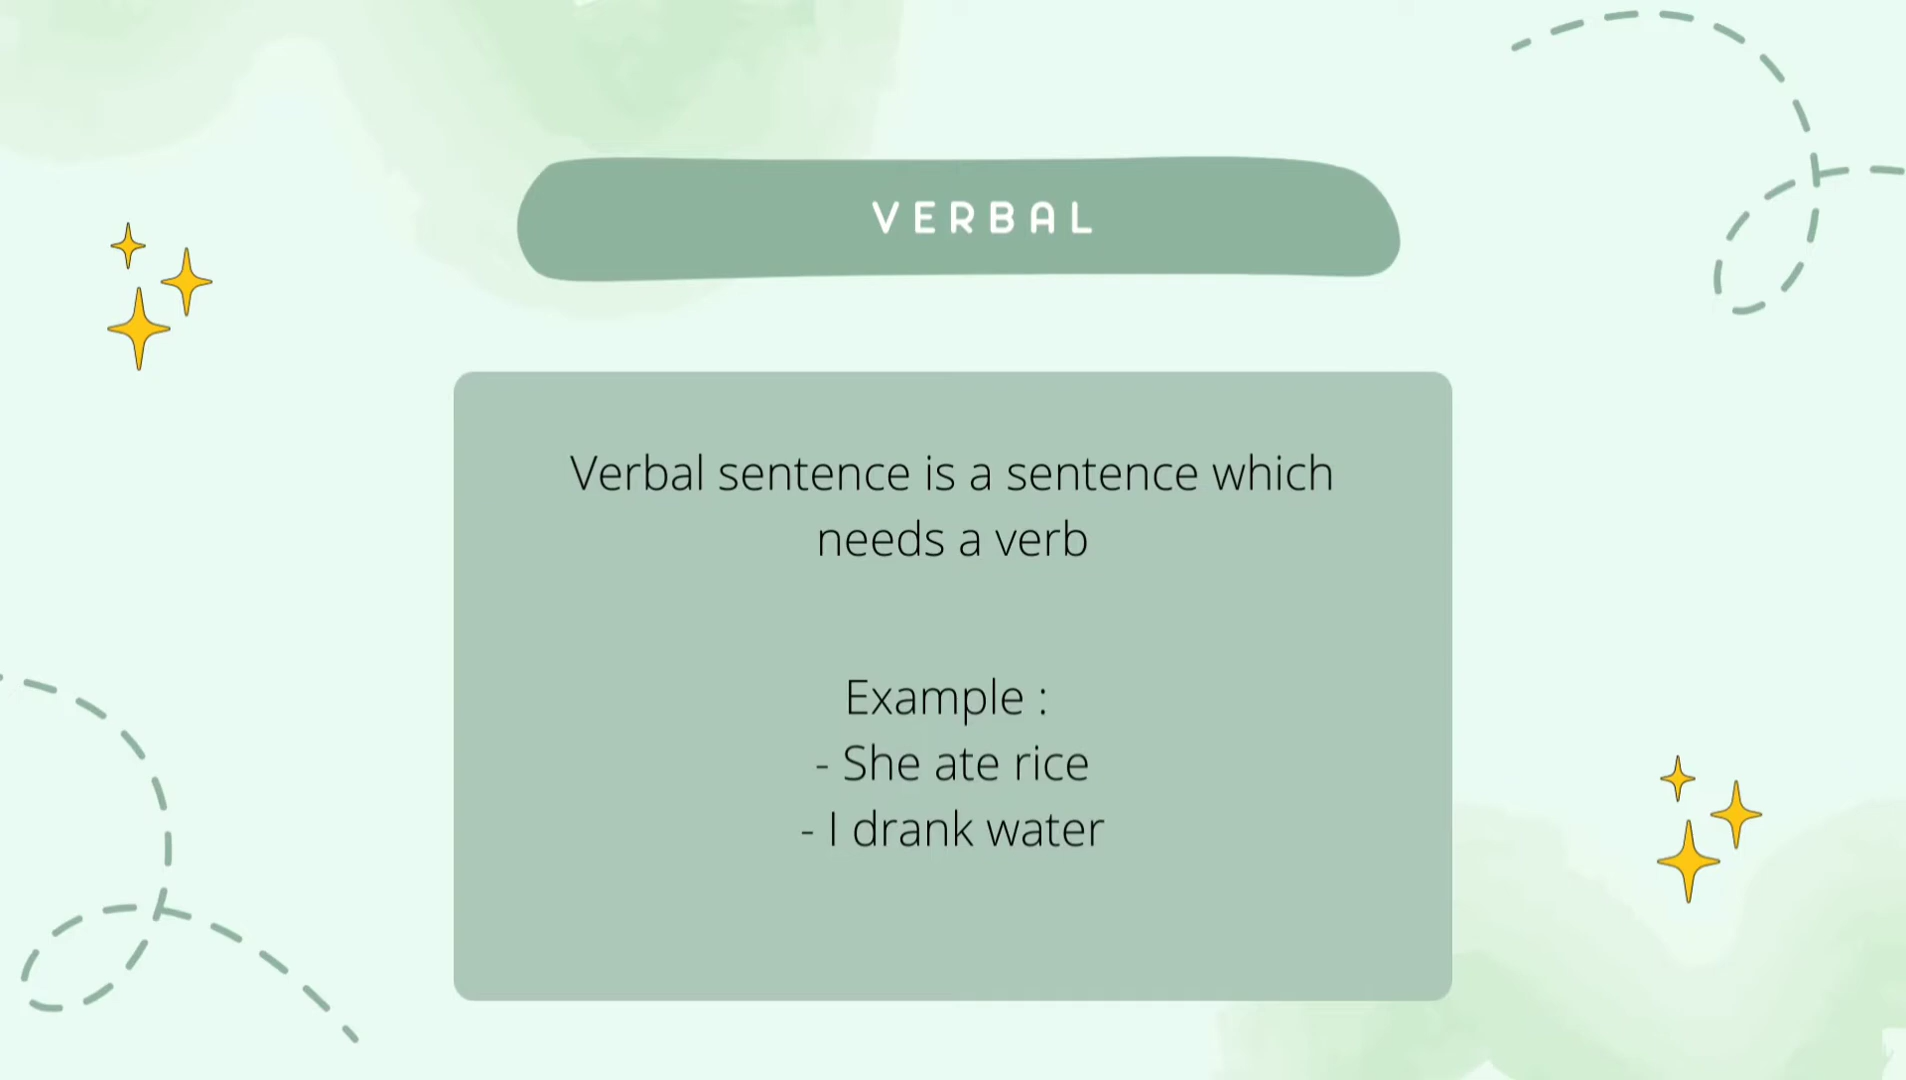 VERBAL
Verbal sentence is a sentence which
needs a verb
Example :
- She ate rice
- I drank water